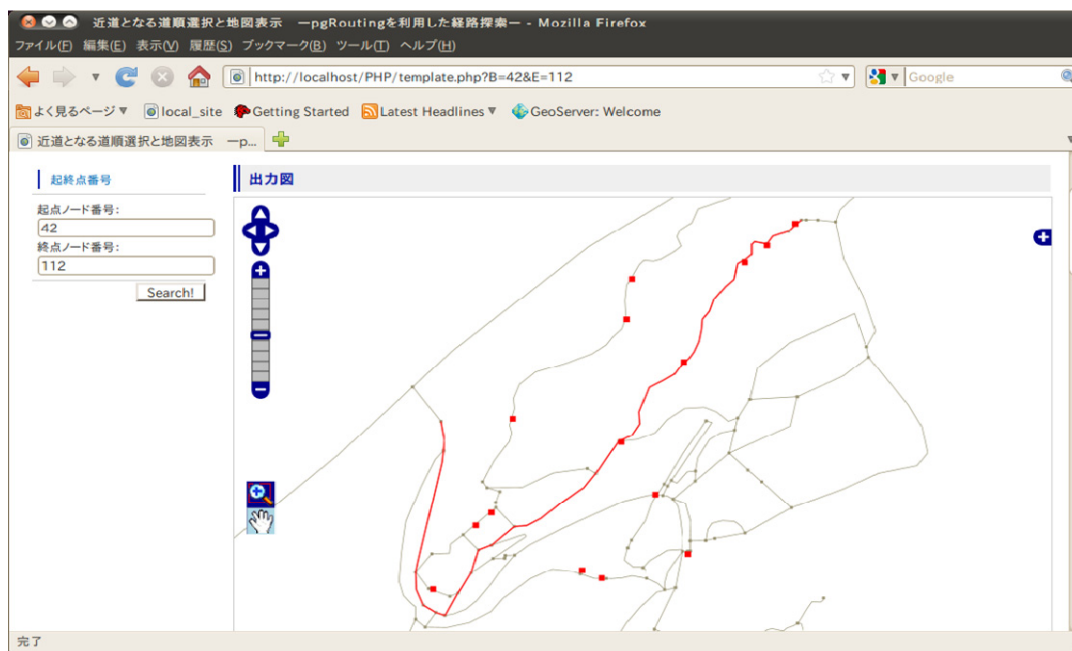 近道となる道順選択と地図表示　―pgRoutingを利用した経路探索― - Mozilla Firefox
ファイル(F) 編集(E) 表示(V) 履歴(S) ブックマーク(B) ツール(T) ヘルプ(H)
http://localhost/PHP/template.php?B=42&E=112
Google
よく見るページ local_site Getting Started Latest Headlines GeoServer: Welcome
近道となる道順選択と地図表示　―p...
起終点番号
出力図
起点ノード番号:
42
終点ノード番号:
112
Search!
完了